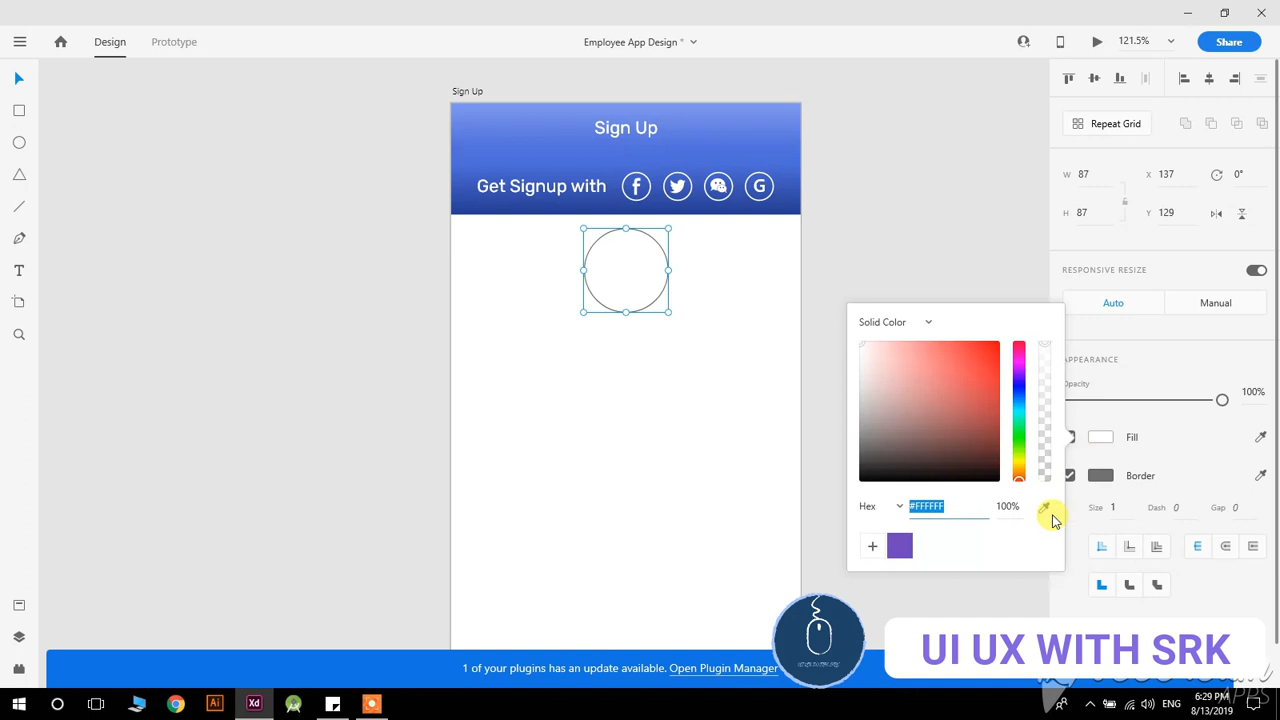 Design
Prototype
Employee App Design *
121.5%
Share
Sign Up
Sign Up
Get Signup with
G
Repeat Grid
W 87
X 137
0°
H 87
Y 129
RESPONSIVE RESIZE
Auto
Manual
Solid Color
APPEARANCE
Opacity
100%
Fill
Border
Hex
#FFFFFF
100%
Size 1
Dash 0
Gap 0
UI UX WITH SRK
1 of your plugins has an update available. Open Plugin Manager
APPS
Ai
Xd
ENG
6:29 PM
8/13/2019